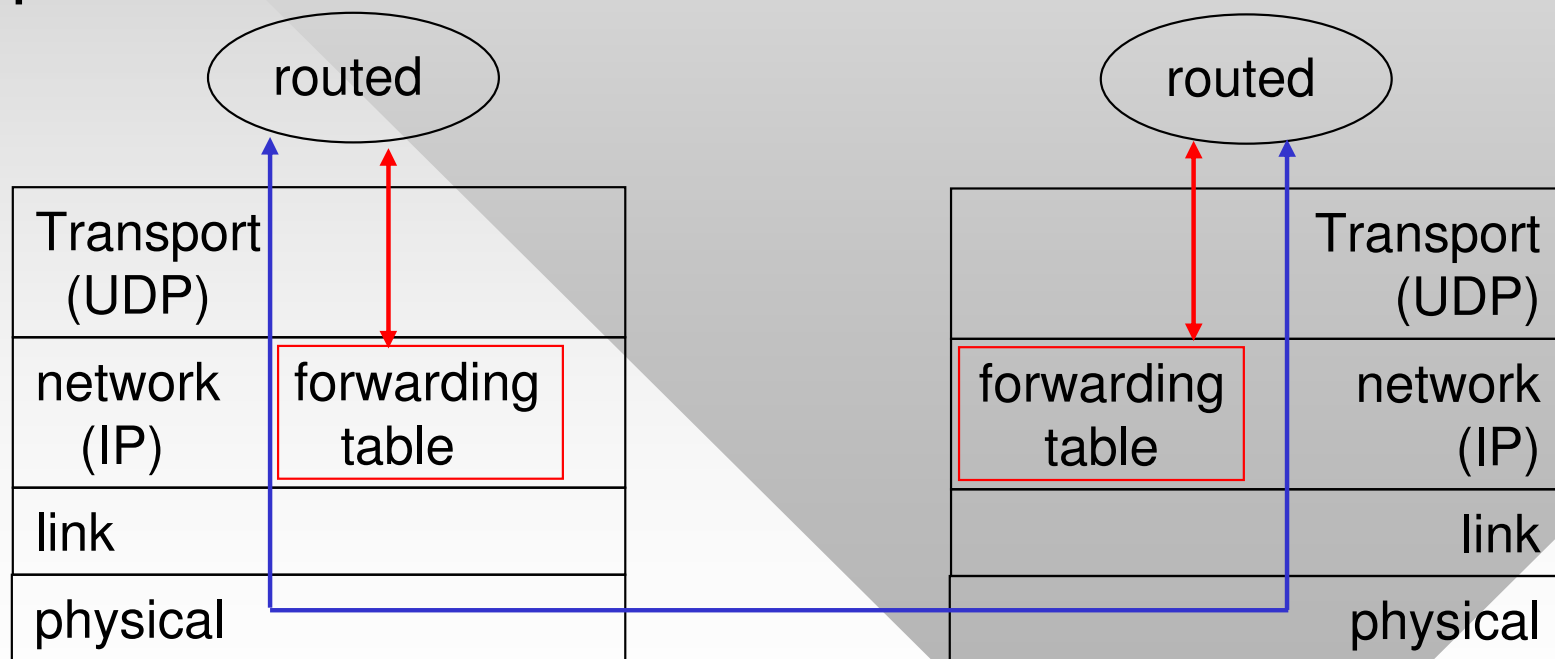 routed
routed
Transport
(UDP)
network
(IP)
forwarding
table
link
physical
Transport
(UDP)
forwarding
table
network
(IP)
link
physical